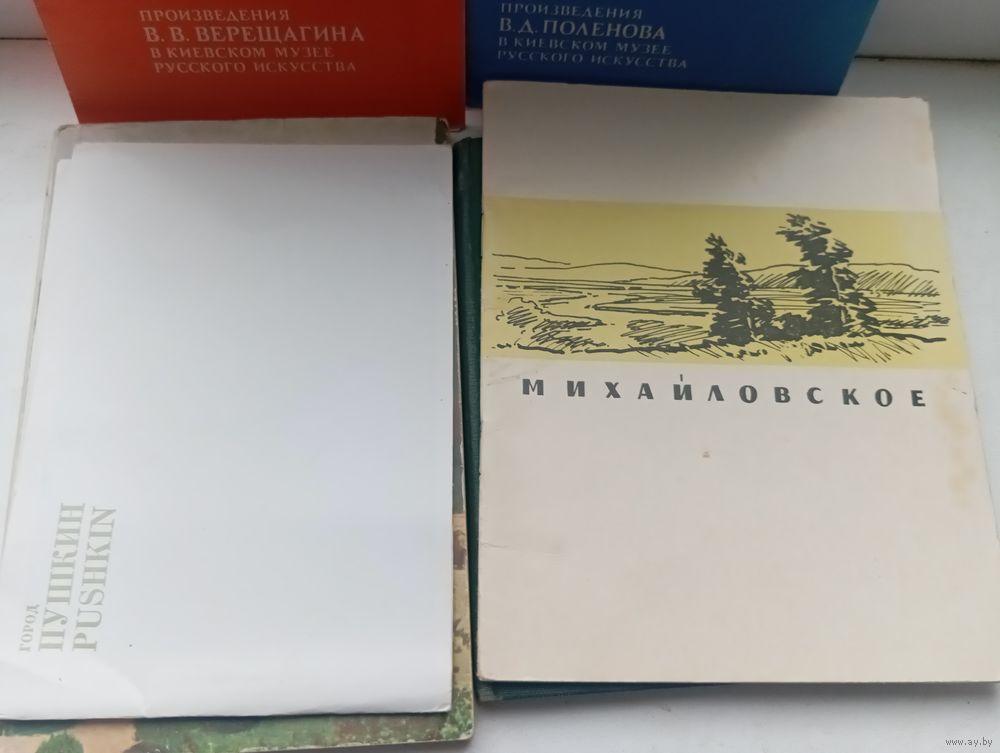 ПРОИЗВЕДЕНИЯ
В. В. ВЕРЕЩАГИНА
В КИЕВСКОМ МУЗЕЕ
РУССКОГО ИСКУССТВА
ПРОИЗВЕДЕНИЯ
В. Д. ПОЛЕНОВА
В КИЕВСКОМ МУЗЕЕ
РУССКОГО ИСКУССТВА
ГОРОД
ПУШКИН
PUSHKIN
МИХАЙЛОВСКОЕ
www.ay.by